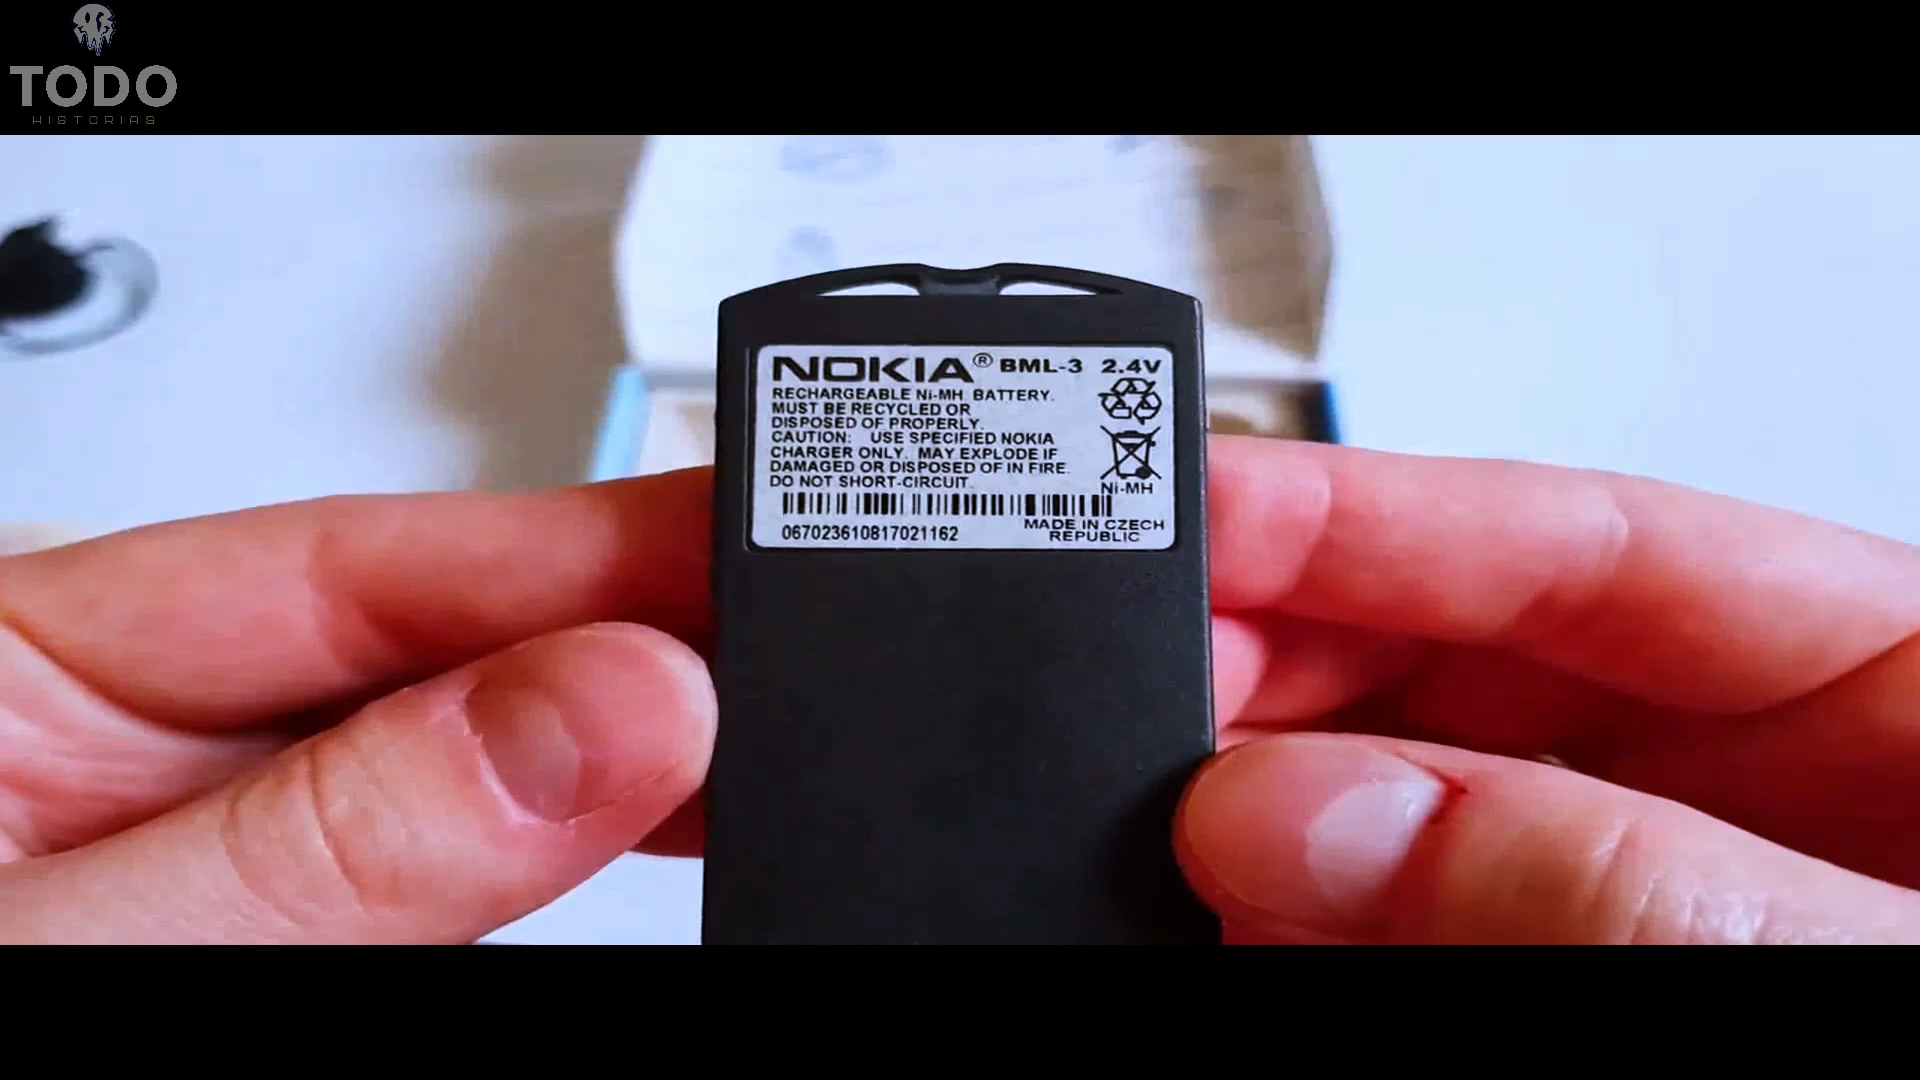 TODO
HISTORIAS
NOKIA® BML-3 2.4V
RECHARGEABLE Ni-MH BATTERY.
MUST BE RECYCLED OR
DISPOSED OF PROPERLY.
CAUTION: USE SPECIFIED NOKIA
CHARGER ONLY. MAY EXPLODE IF
DAMAGED OR DISPOSED OF IN FIRE.
DO NOT SHORT-CIRCUIT.
Ni-MH
067023610817021162
MADE IN CZECH
REPUBLIC